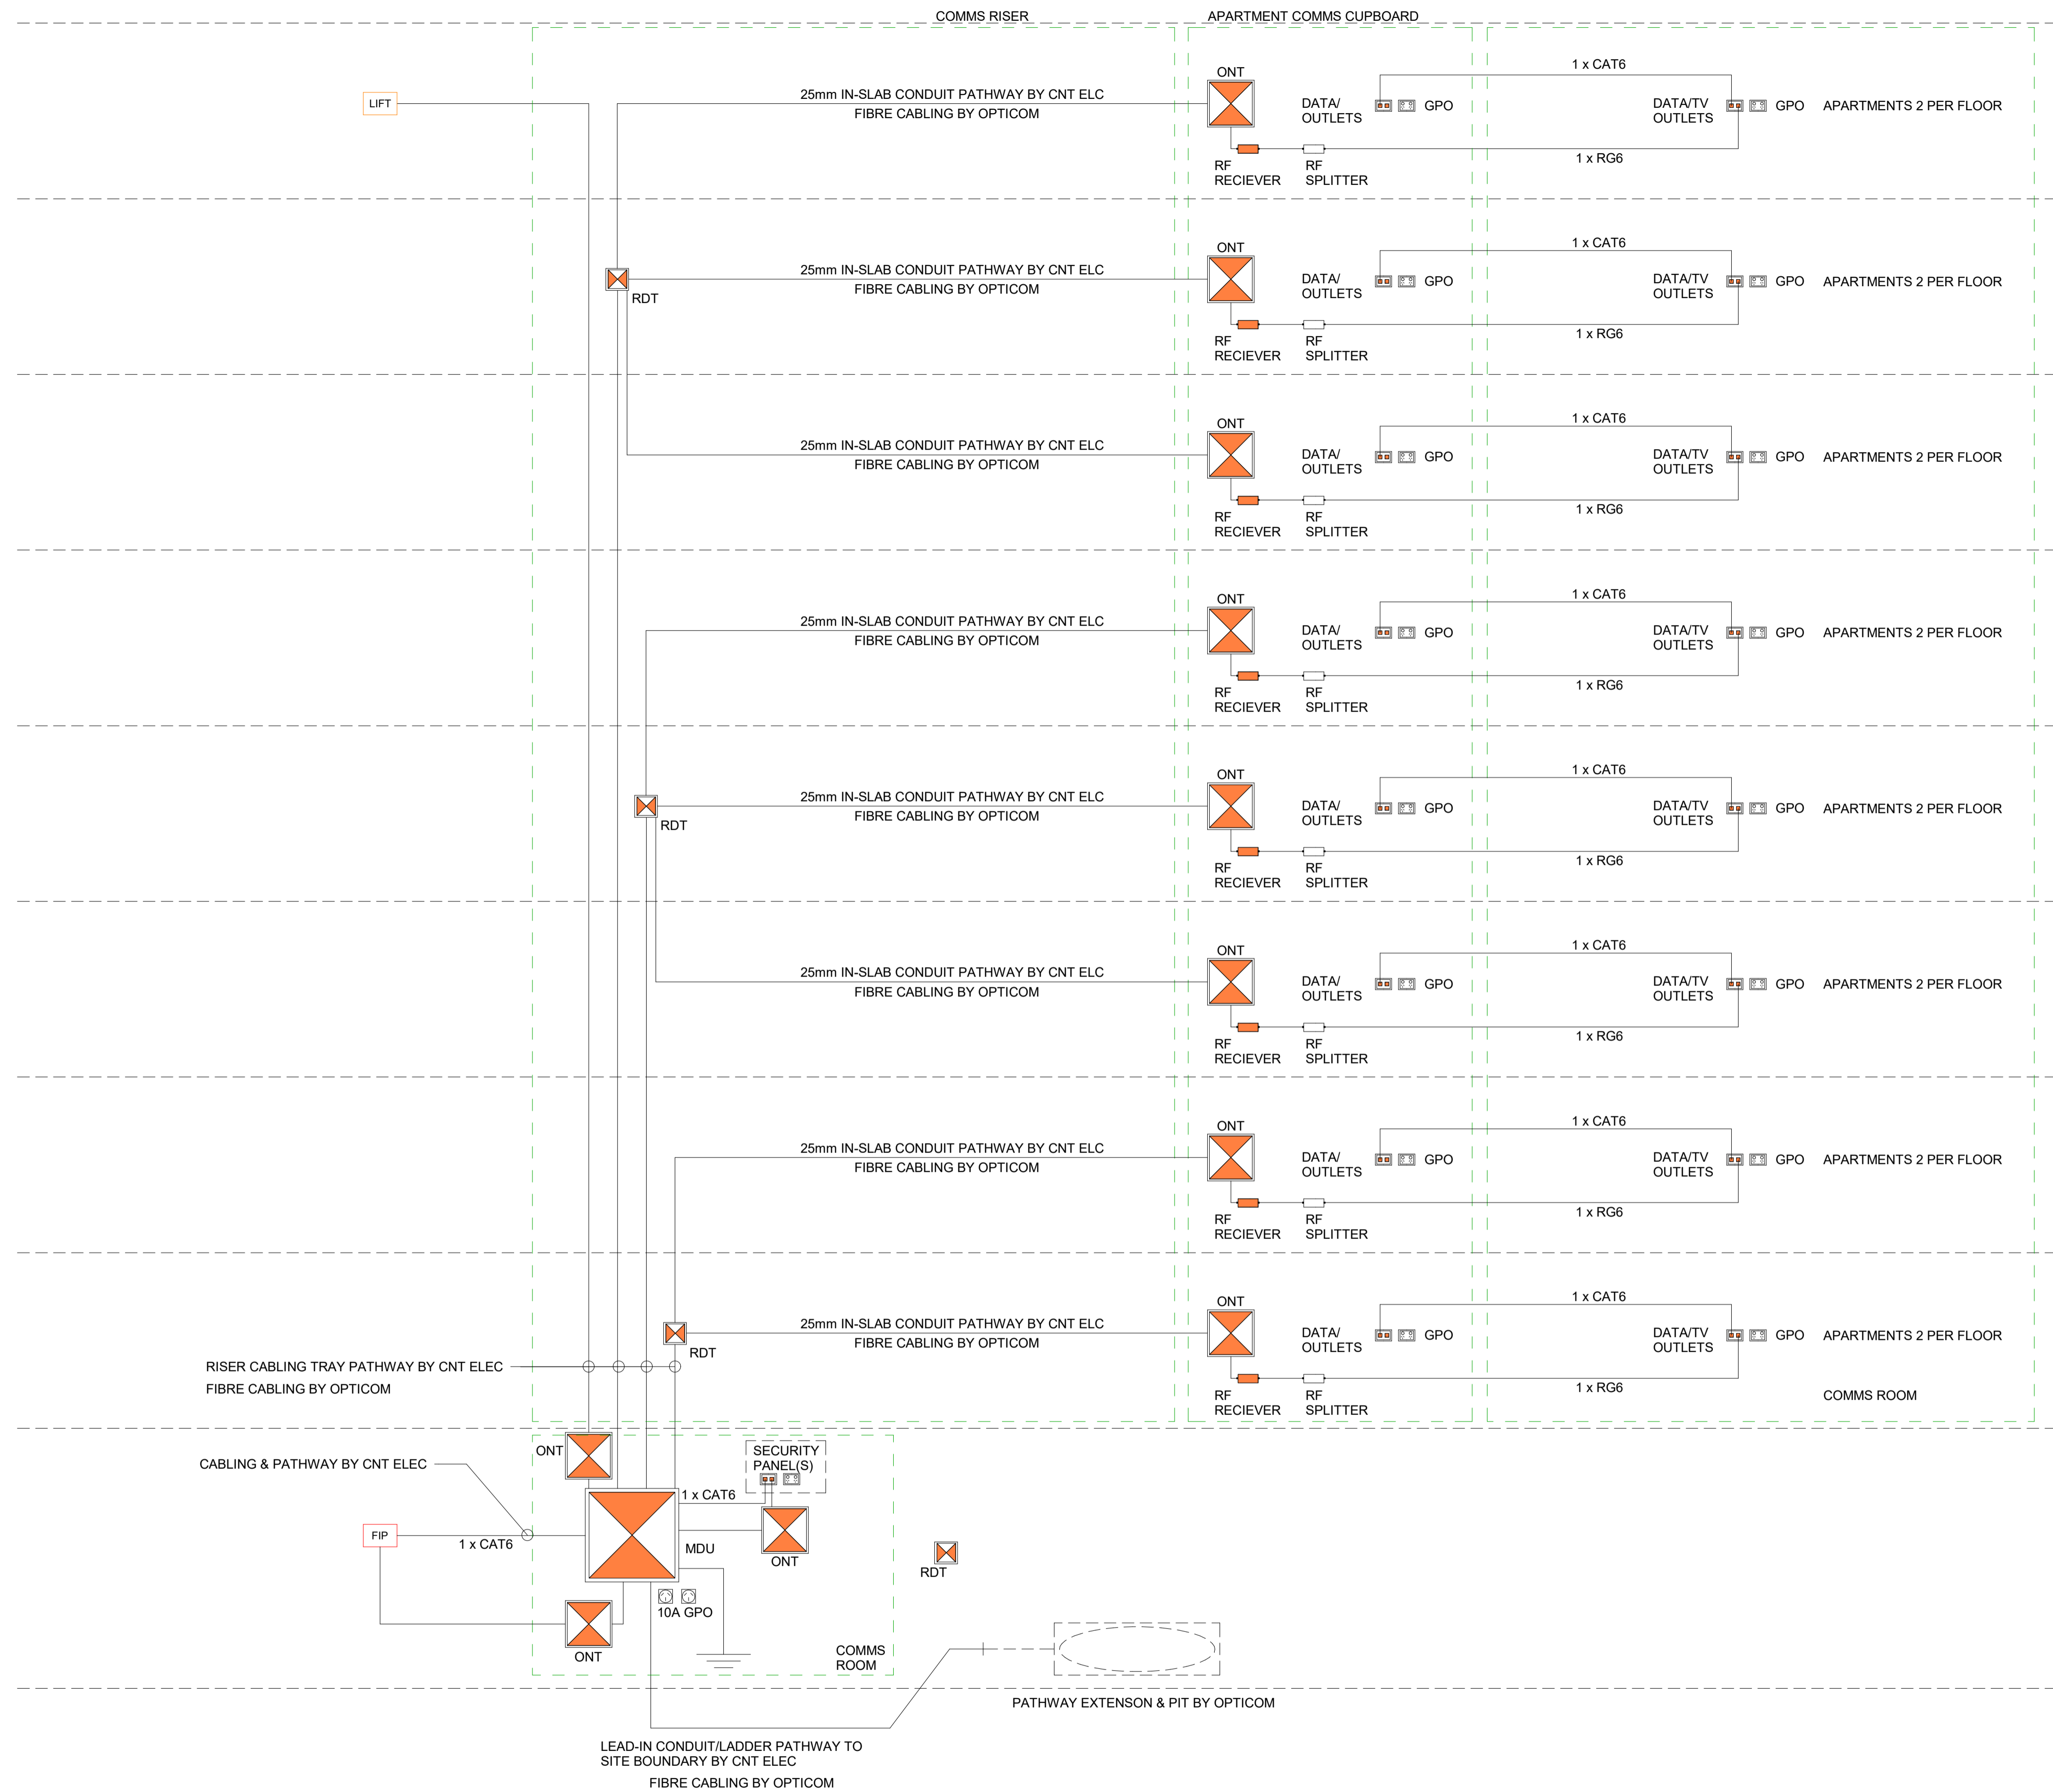 COMMS RISER
APARTMENT COMMS CUPBOARD
LIFT
25mm IN-SLAB CONDUIT PATHWAY BY CNT ELC
FIBRE CABLING BY OPTICOM
ONT
DATA/
OUTLETS
GPO
1 x CAT6
DATA/TV
OUTLETS
GPO
APARTMENTS 2 PER FLOOR
RF
RECIEVER
RF
SPLITTER
1 x RG6
RDT
25mm IN-SLAB CONDUIT PATHWAY BY CNT ELC
FIBRE CABLING BY OPTICOM
ONT
DATA/
OUTLETS
GPO
1 x CAT6
DATA/TV
OUTLETS
GPO
APARTMENTS 2 PER FLOOR
RF
RECIEVER
RF
SPLITTER
1 x RG6
25mm IN-SLAB CONDUIT PATHWAY BY CNT ELC
FIBRE CABLING BY OPTICOM
ONT
DATA/
OUTLETS
GPO
1 x CAT6
DATA/TV
OUTLETS
GPO
APARTMENTS 2 PER FLOOR
RF
RECIEVER
RF
SPLITTER
1 x RG6
25mm IN-SLAB CONDUIT PATHWAY BY CNT ELC
FIBRE CABLING BY OPTICOM
ONT
DATA/
OUTLETS
GPO
1 x CAT6
DATA/TV
OUTLETS
GPO
APARTMENTS 2 PER FLOOR
RF
RECIEVER
RF
SPLITTER
1 x RG6
RDT
25mm IN-SLAB CONDUIT PATHWAY BY CNT ELC
FIBRE CABLING BY OPTICOM
ONT
DATA/
OUTLETS
GPO
1 x CAT6
DATA/TV
OUTLETS
GPO
APARTMENTS 2 PER FLOOR
RF
RECIEVER
RF
SPLITTER
1 x RG6
25mm IN-SLAB CONDUIT PATHWAY BY CNT ELC
FIBRE CABLING BY OPTICOM
ONT
DATA/
OUTLETS
GPO
1 x CAT6
DATA/TV
OUTLETS
GPO
APARTMENTS 2 PER FLOOR
RF
RECIEVER
RF
SPLITTER
1 x RG6
25mm IN-SLAB CONDUIT PATHWAY BY CNT ELC
FIBRE CABLING BY OPTICOM
ONT
DATA/
OUTLETS
GPO
1 x CAT6
DATA/TV
OUTLETS
GPO
APARTMENTS 2 PER FLOOR
RF
RECIEVER
RF
SPLITTER
1 x RG6
RDT
25mm IN-SLAB CONDUIT PATHWAY BY CNT ELC
FIBRE CABLING BY OPTICOM
ONT
DATA/
OUTLETS
GPO
1 x CAT6
DATA/TV
OUTLETS
GPO
APARTMENTS 2 PER FLOOR
RF
RECIEVER
RF
SPLITTER
1 x RG6
COMMS ROOM
RISER CABLING TRAY PATHWAY BY CNT ELEC
FIBRE CABLING BY OPTICOM
CABLING & PATHWAY BY CNT ELEC
ONT
SECURITY
PANEL(S)
1 x CAT6
FIP
1 x CAT6
MDU
ONT
RDT
10A GPO
ONT
COMMS
ROOM
PATHWAY EXTENSON & PIT BY OPTICOM
LEAD-IN CONDUIT/LADDER PATHWAY TO
SITE BOUNDARY BY CNT ELEC
FIBRE CABLING BY OPTICOM